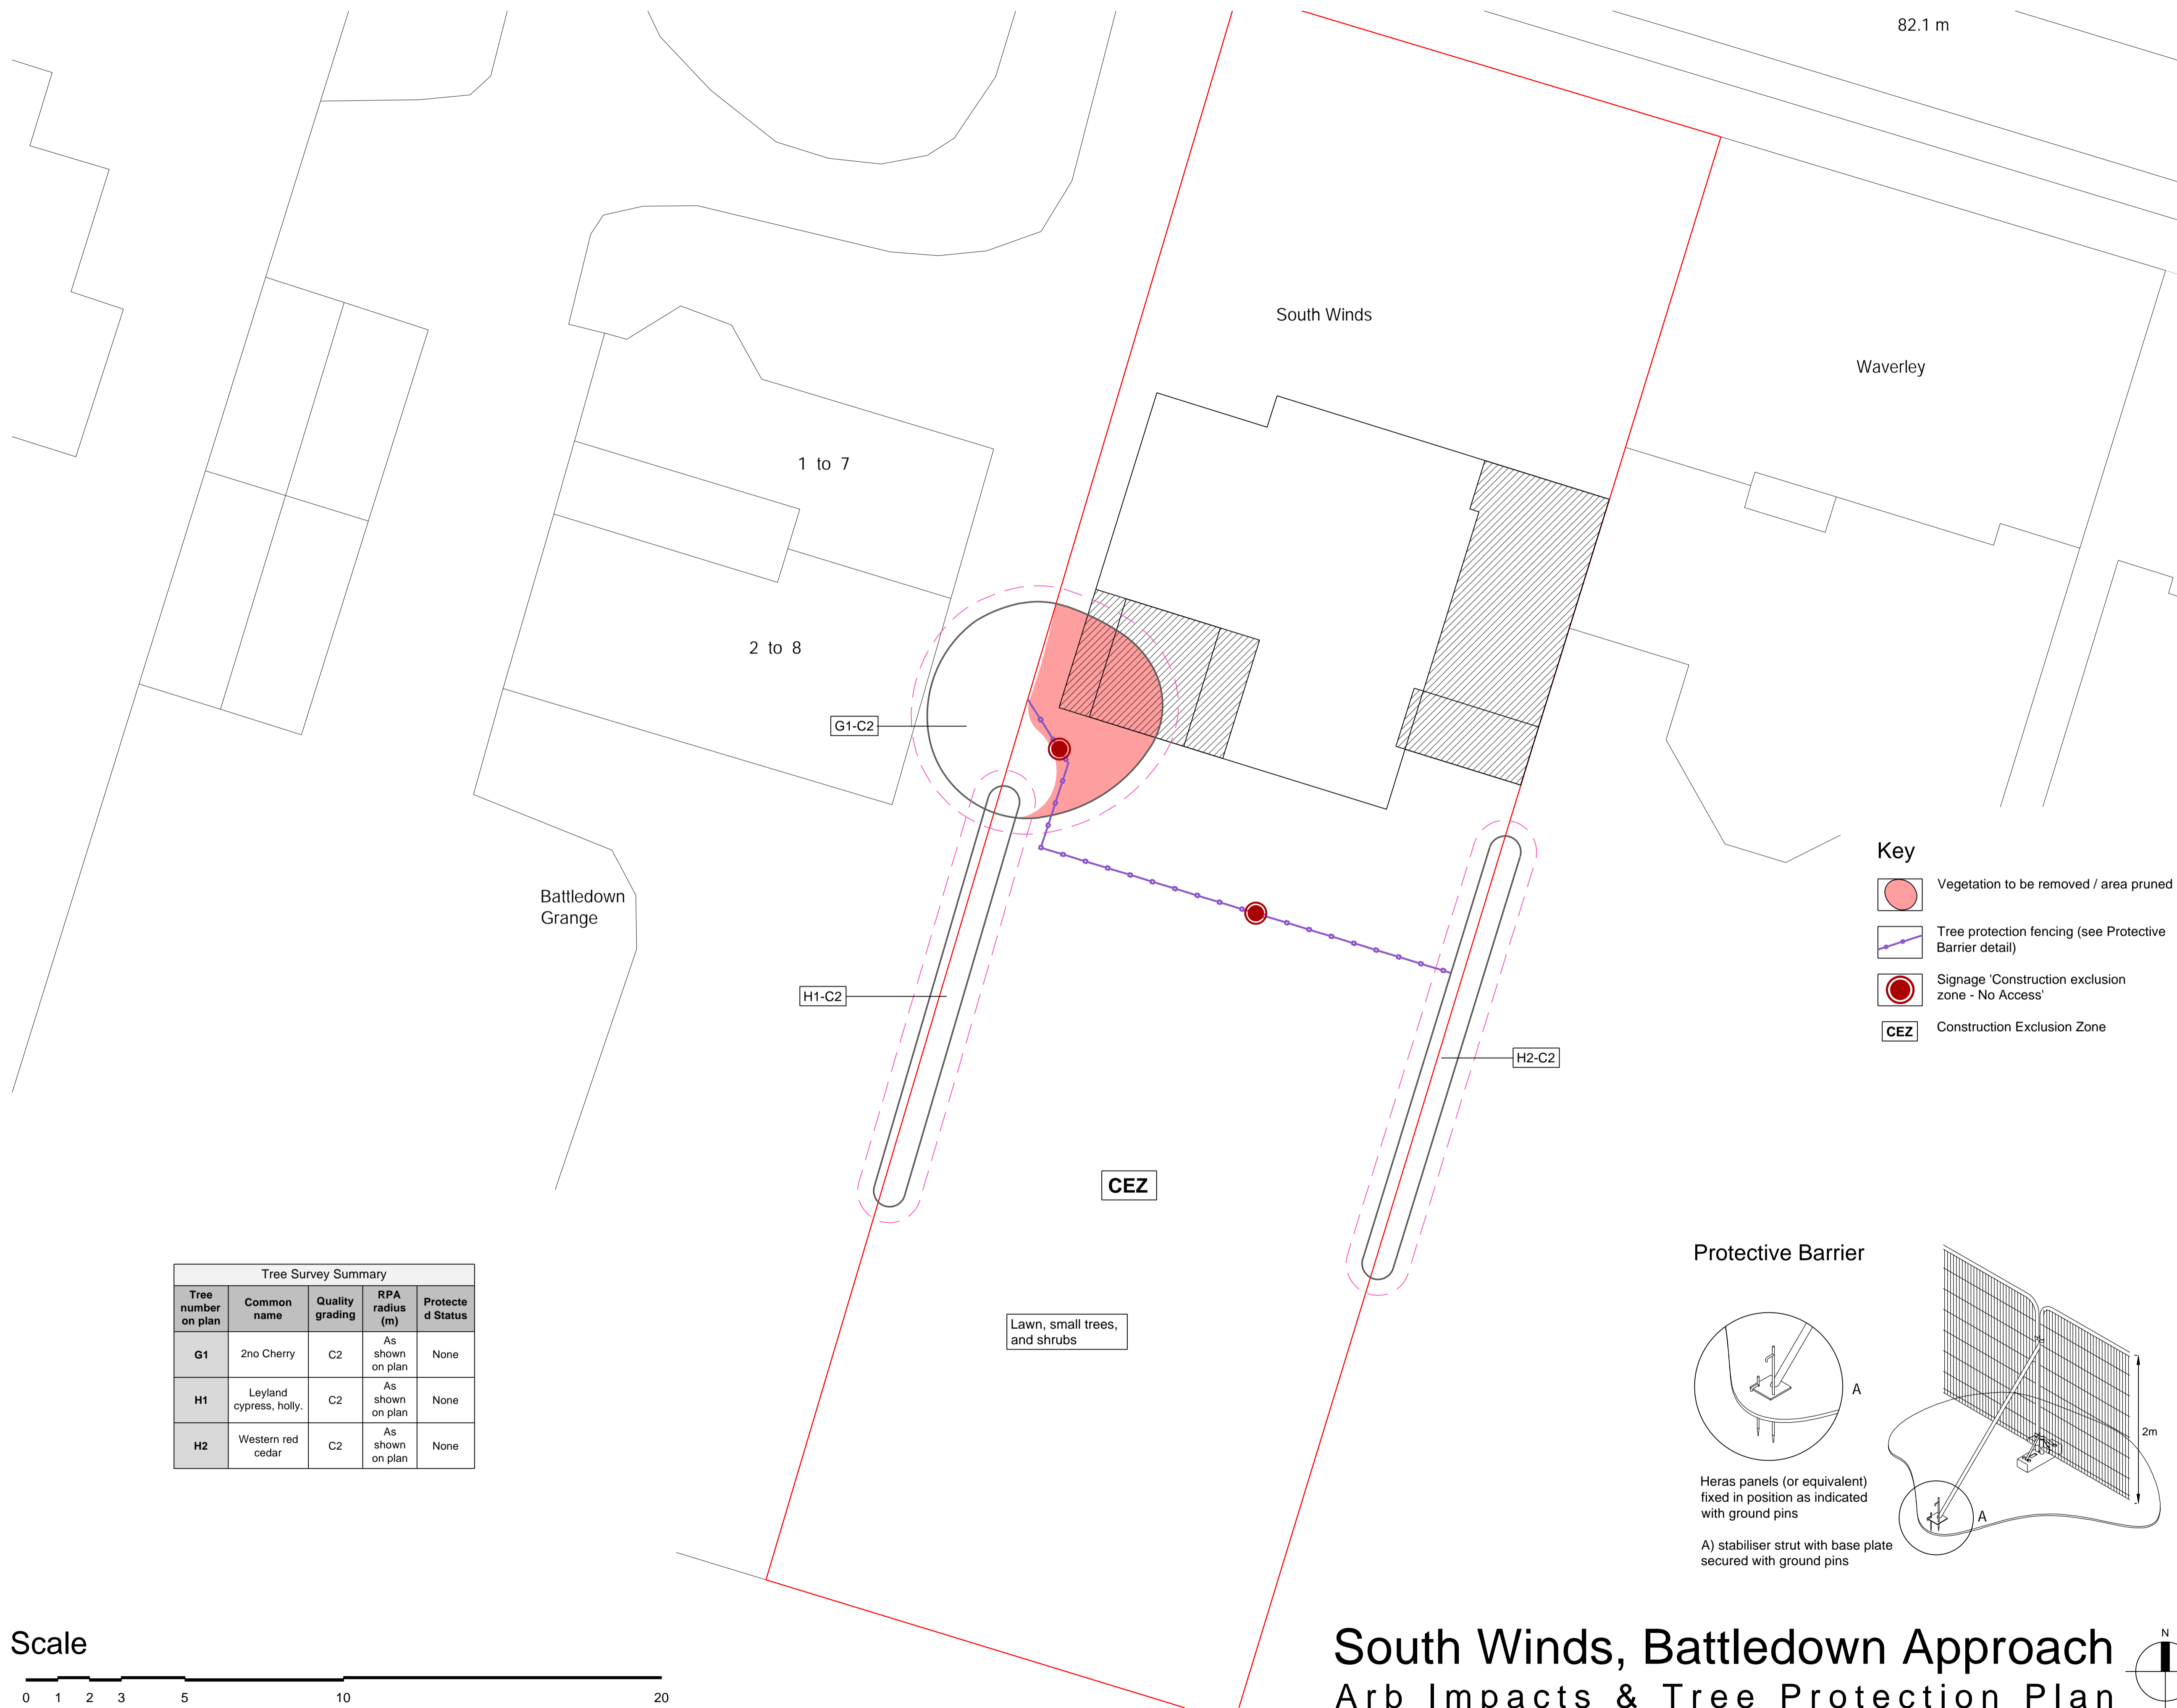 82.1 m
South Winds
Waverley
1 to 7
2 to 8
G1-C2
Battledown
Grange
H1-C2
H2-C2
CEZ
Lawn, small trees,
and shrubs
Key
Vegetation to be removed / area pruned
Tree protection fencing (see Protective
Barrier detail)
Signage 'Construction exclusion
zone - No Access'
CEZ
Construction Exclusion Zone
Tree Survey Summary
Tree
number
on plan
Common
name
Quality
grading
RPA
radius
(m)
Protecte
d Status
G1
2no Cherry
C2
As
shown
on plan
None
H1
Leyland
cypress, holly.
C2
As
shown
on plan
None
H2
Western red
cedar
C2
As
shown
on plan
None
Protective Barrier
A
2m
A
Heras panels (or equivalent)
fixed in position as indicated
with ground pins
A) stabiliser strut with base plate
secured with ground pins
Scale
0 1 2 3 5 10 20
South Winds, Battledown Approach
Arb Impacts & Tree Protection Plan
N